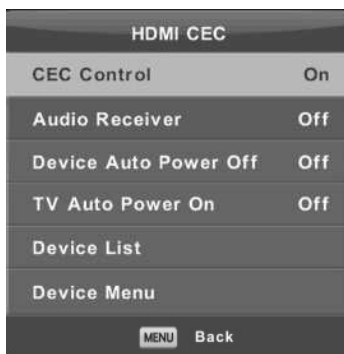 HDMI CEC
CEC Control On
Audio Receiver Off
Device Auto Power Off Off
TV Auto Power On Off
Device List
Device Menu
MENU Back